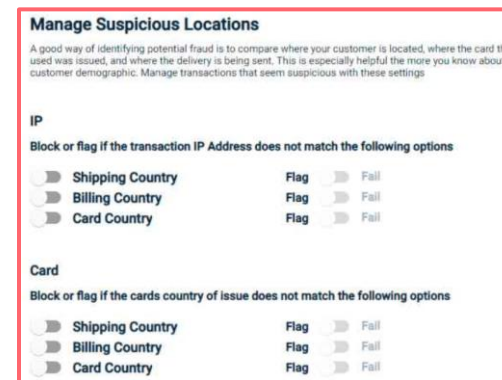 Manage Suspicious Locations
A good way of identifying potential fraud is to compare where your customer is located, where the card
used was issued, and where the delivery is being sent. This is especially helpful the more you know
customer demographic. Manage transactions that seem suspicious with these settings
IP
Block or flag if the transaction IP Address does not match the following options
Shipping Country Flag Fail
Billing Country Flag Fail
Card Country Flag Fail
Card
Block or flag if the cards country of issue does not match the following options
Shipping Country Flag Fail
Billing Country Flag Fail
Card Country Flag Fail